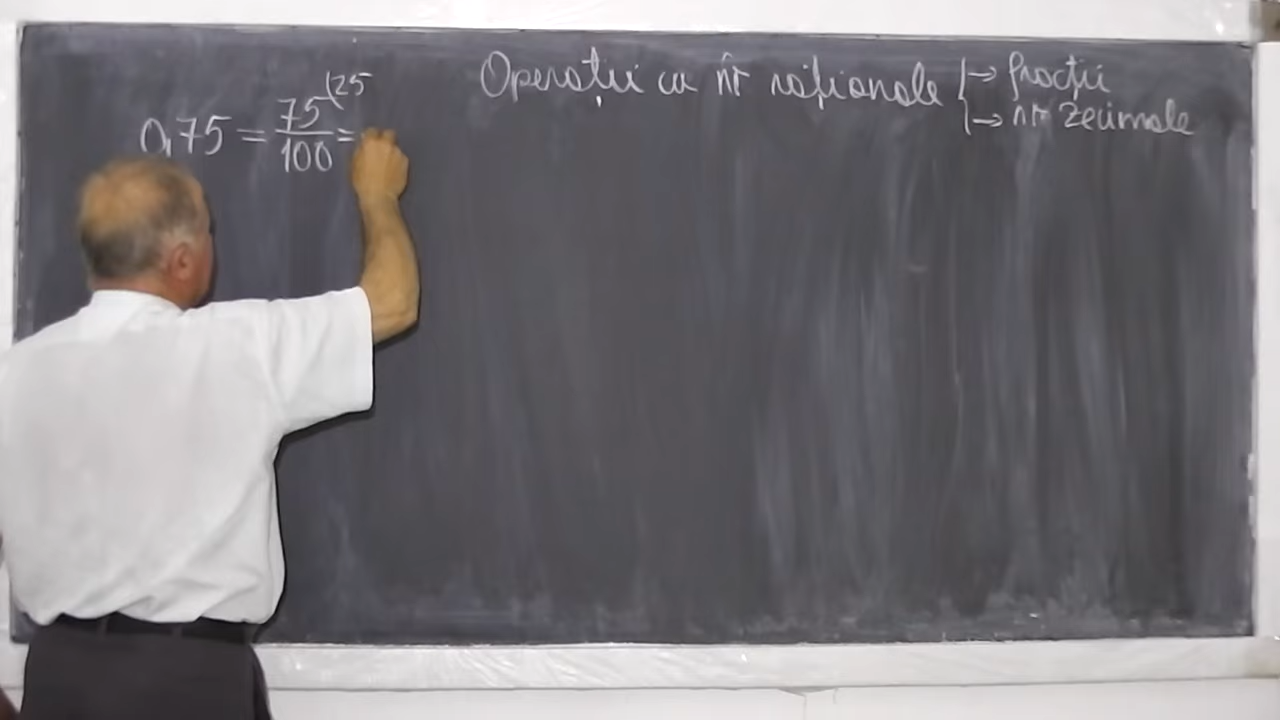 Operații cu nr raționale { → fracții
→ nr zecimale
0,75 = 75/100 (25 =